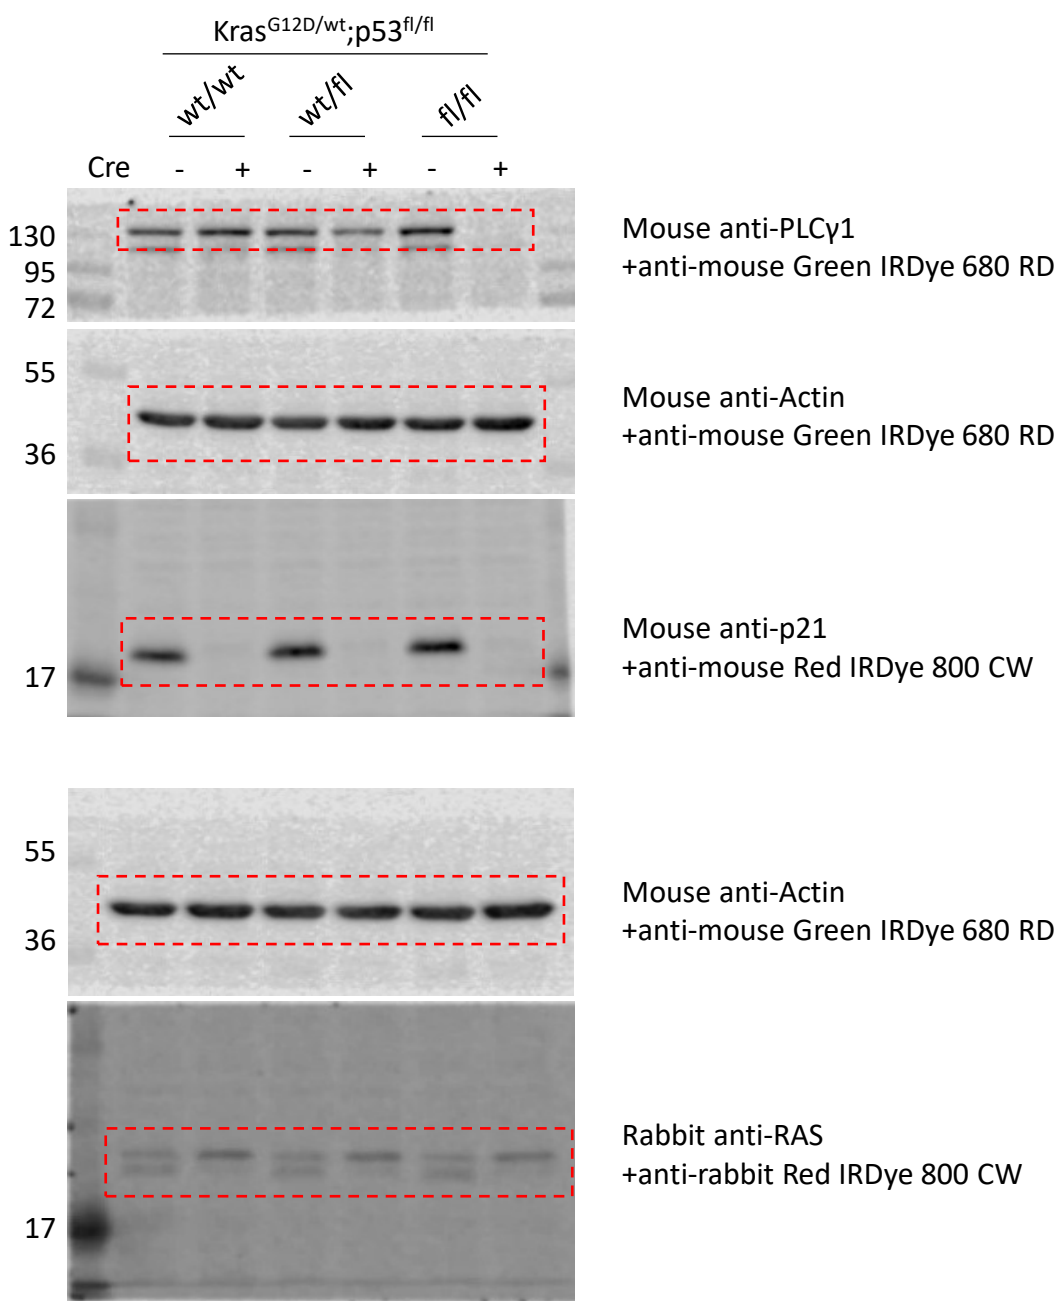 Kras^G12D/wt;p53^fl/fl
wt/wt wt/fl fl/fl
Cre - + - + - +
130
95
72
Mouse anti-PLCγ1
+anti-mouse Green IRDye 680 RD
55
36
Mouse anti-Actin
+anti-mouse Green IRDye 680 RD
17
Mouse anti-p21
+anti-mouse Red IRDye 800 CW
55
36
Mouse anti-Actin
+anti-mouse Green IRDye 680 RD
17
Rabbit anti-RAS
+anti-rabbit Red IRDye 800 CW